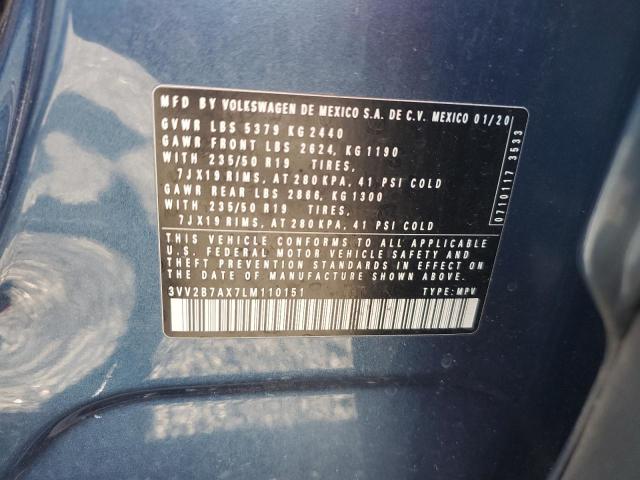 MFD BY VOLKSWAGEN DE MEXICO S.A. DE C.V. MEXICO 01/20
GVWR LBS 5379 KG 2440
GAWR FRONT LBS 2624, KG 1190
WITH 235/50 R19 TIRES,
7JX19 RIMS, AT 280 KPA, 41 PSI COLD
GAWR REAR LBS 2866, KG 1300
WITH 235/50 R19 TIRES,
7JX19 RIMS, AT 280 KPA, 41 PSI COLD
THIS VEHICLE CONFORMS TO ALL APPLICABLE
U.S. FEDERAL MOTOR VEHICLE SAFETY AND
THEFT PREVENTION STANDARDS IN EFFECT ON
THE DATE OF MANUFACTURE SHOWN ABOVE.
3VV2B7AX7LM110151 TYPE: MPV
0710117 3533